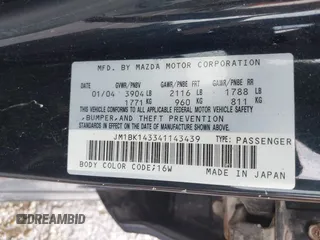 MFD. BY MAZDA MOTOR CORPORATION
GVWR/PNBV GAWR/PNBE FRT GAWR/PNBE RR
01/04 3904 LB 2116 LB 1788 LB
1771 KG 960 KG 811 KG
THIS VEHICLE CONFORMS TO ALL APPLICABLE FEDERAL MOTOR VEHICLE SAFETY
,BUMPER,AND THEFT PREVENTION
STANDARDS IN EFFECT ON THE DATE OF MANUFACTURE SHOWN ABOVE.
JM1BK143341143439 TYPE: PASSENGER
BODY COLOR CODE;16W MADE IN JAPAN
AMERIBID.CC